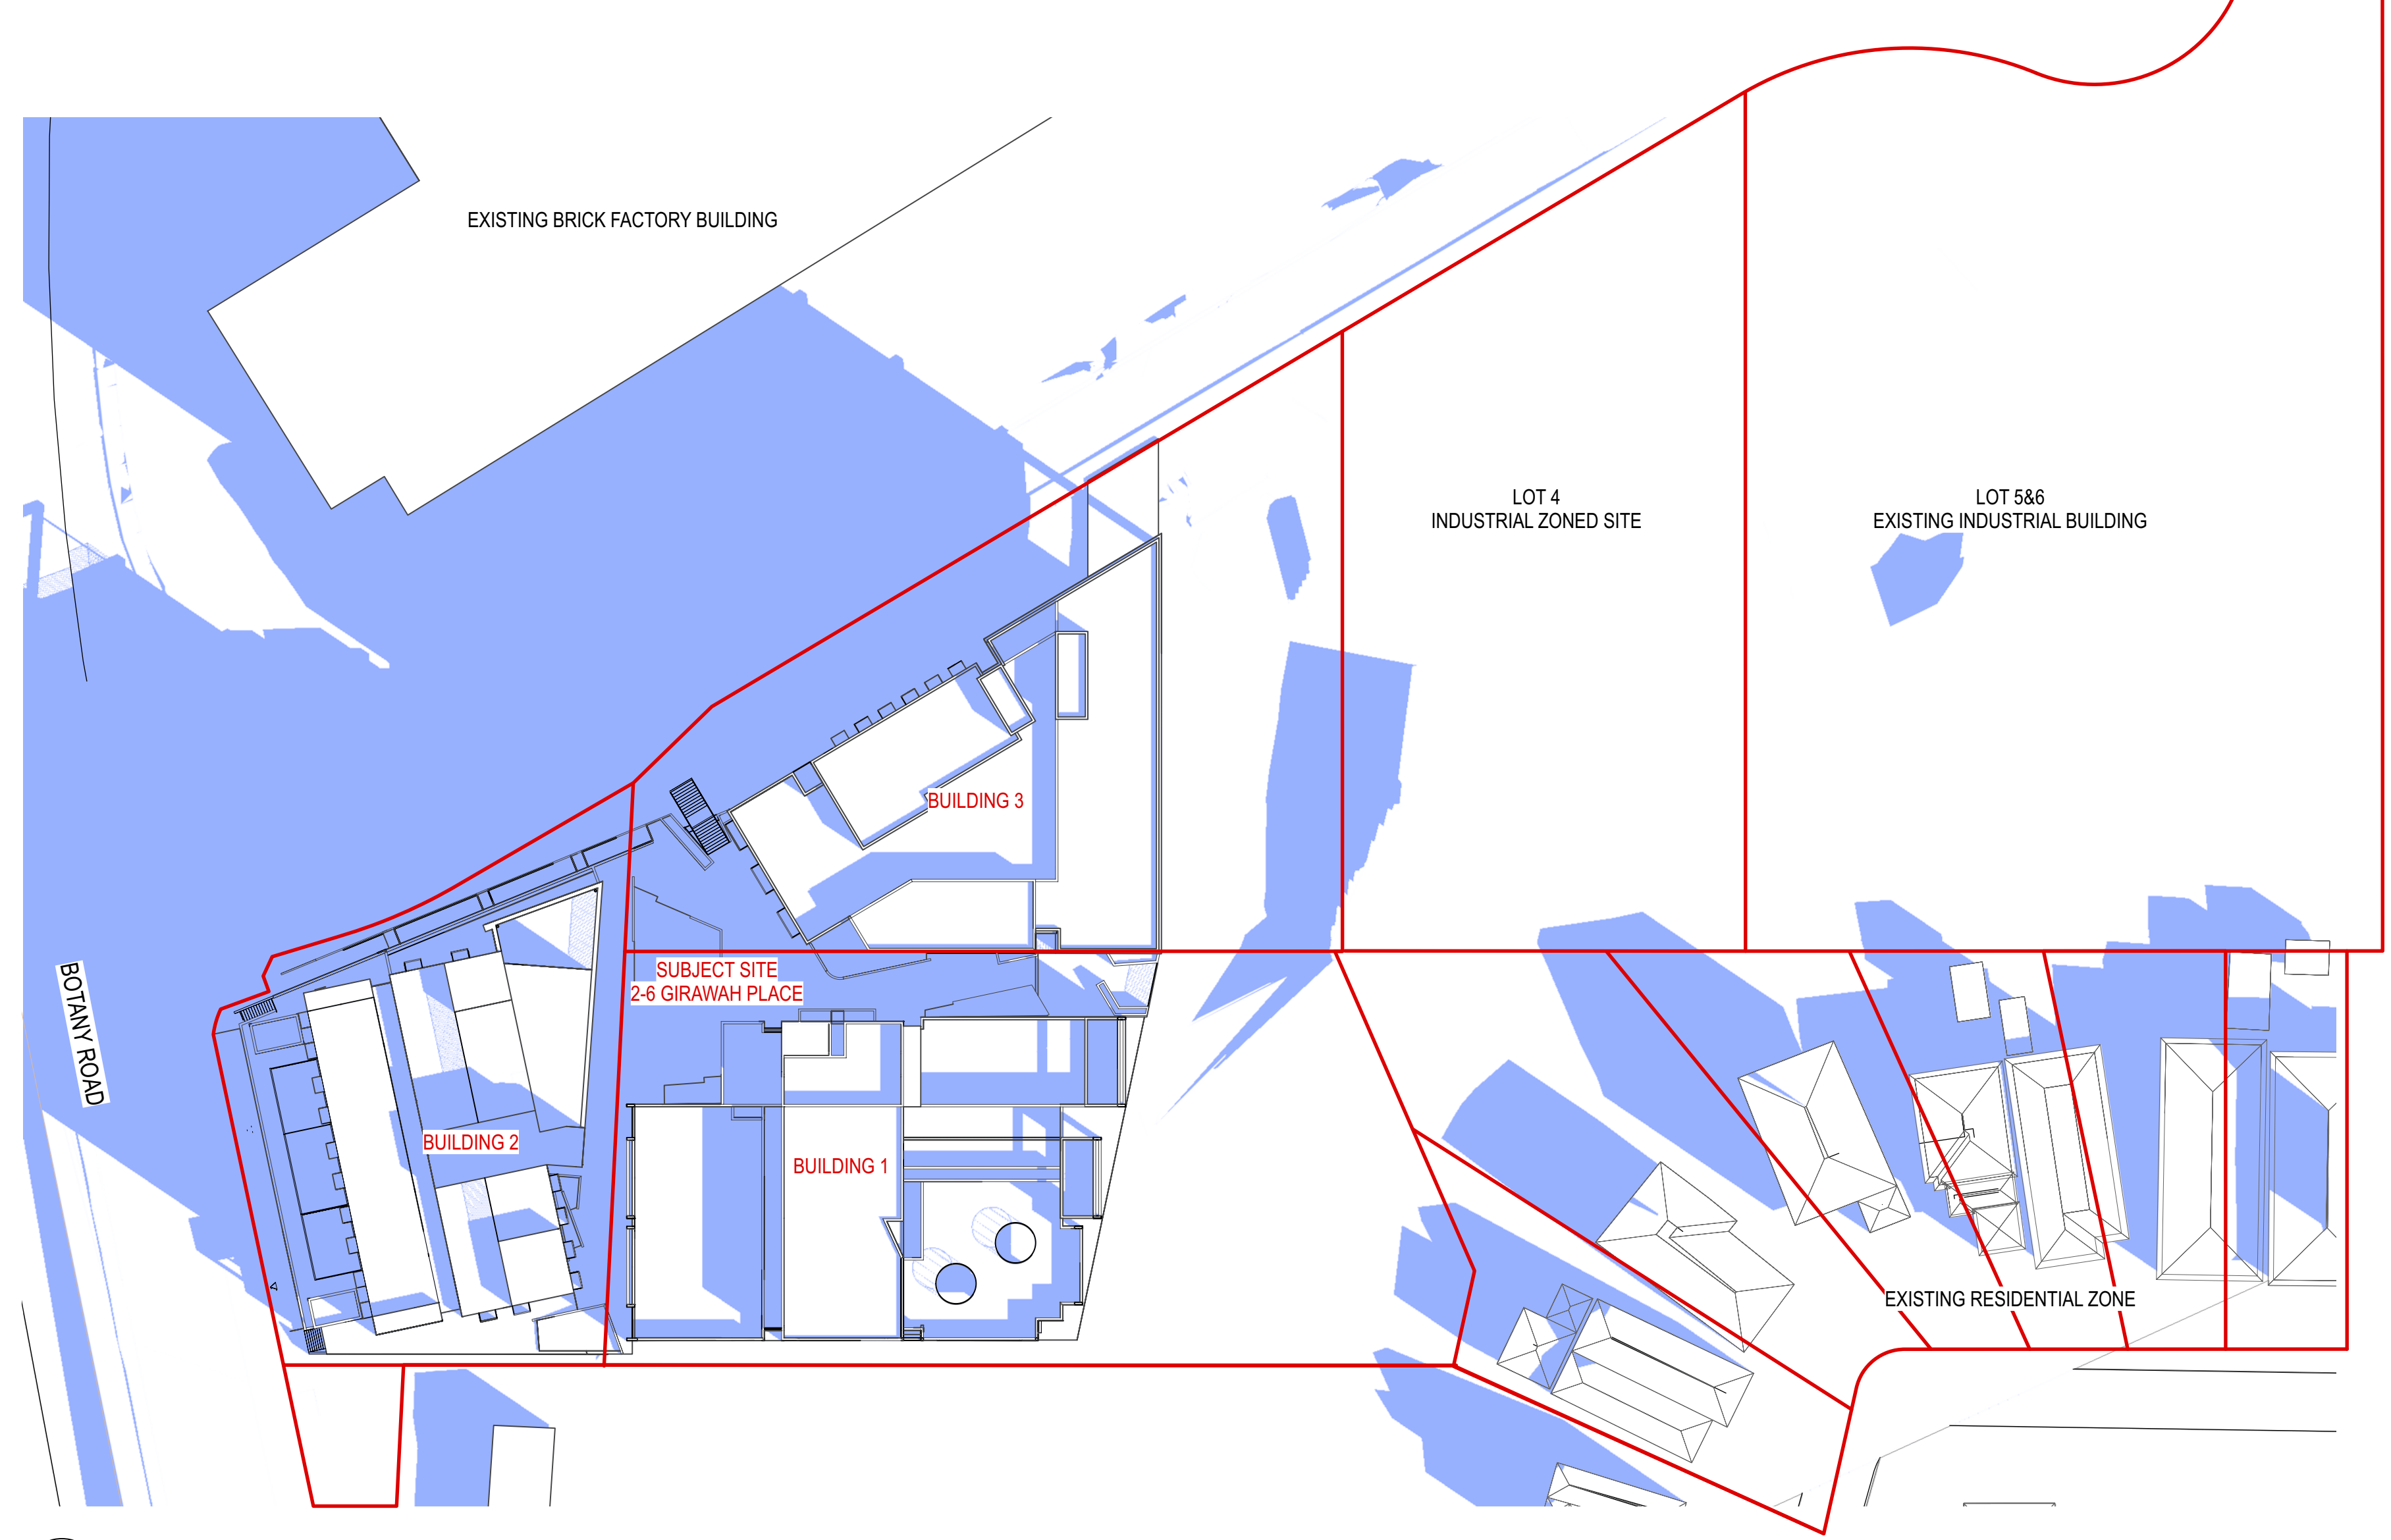 EXISTING BRICK FACTORY BUILDING
LOT 4
INDUSTRIAL ZONED SITE
LOT 5&6
EXISTING INDUSTRIAL BUILDING
BUILDING 3
SUBJECT SITE
2-6 GIRAWAH PLACE
BOTANY ROAD
BUILDING 2
BUILDING 1
EXISTING RESIDENTIAL ZONE